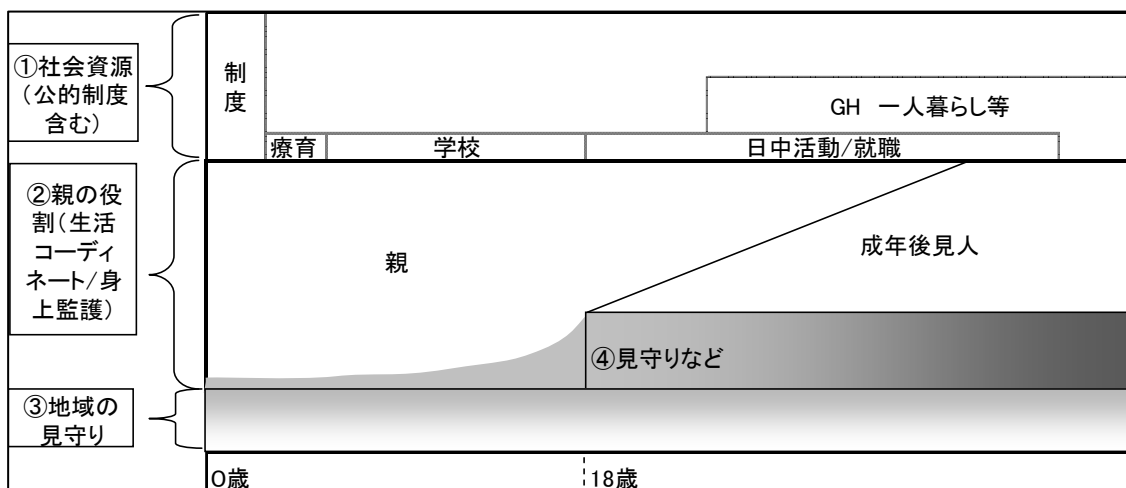 ①社会資源
(公的制度
含む)
制
度
GH 一人暮らし等
療育
学校
日中活動/就職
②親の役
割(生活
コーディ
ネート/身
上監護)
親
成年後見人
④見守りなど
③地域の
見守り
0歳
18歳